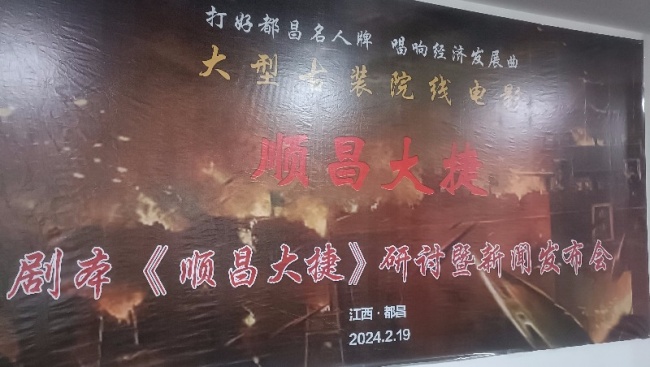 打好都昌名人牌 唱响经济发展曲
大型古装院线电影
顺昌大捷
剧本《顺昌大捷》研讨暨新闻发布会
江西·都昌
2024.2.19